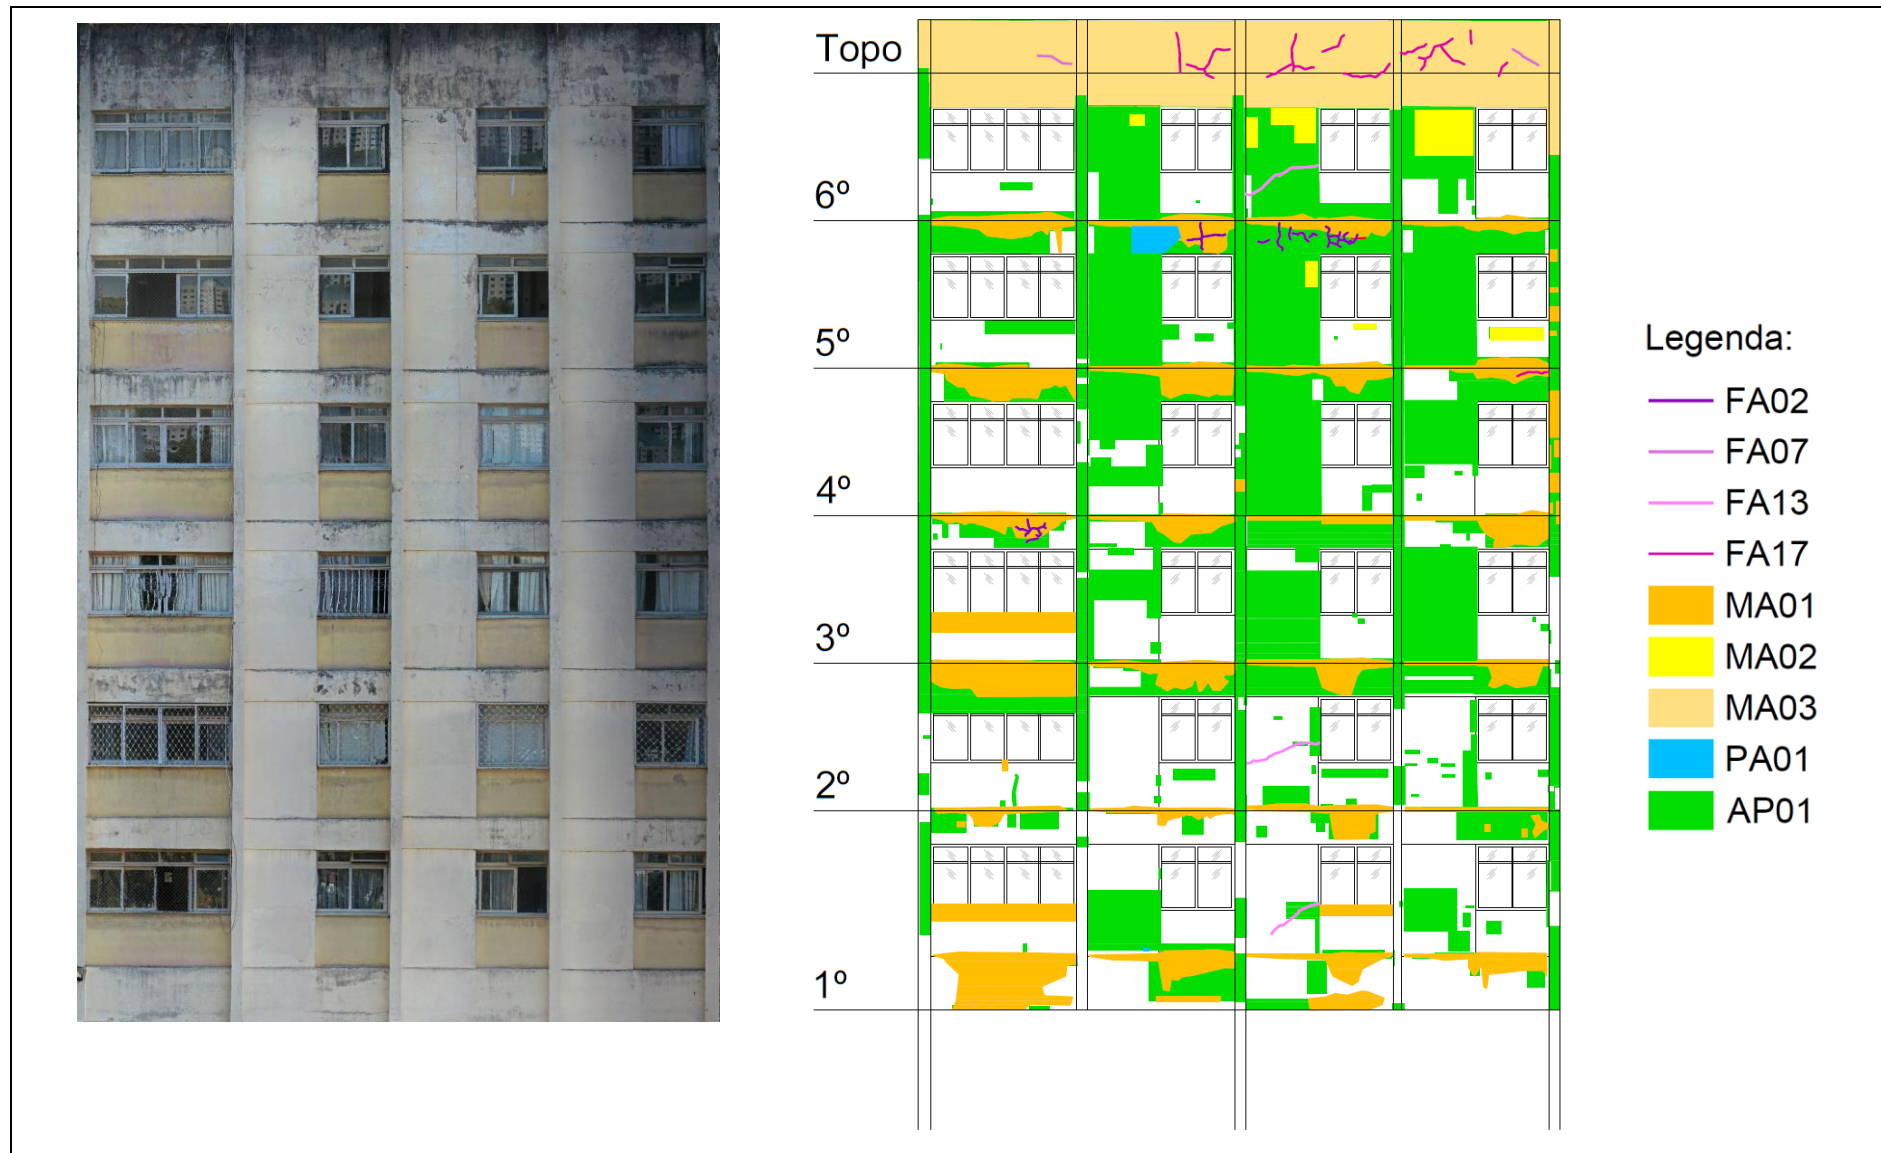 Topo
6º
5º
4º
3º
2º
1º
Legenda:
FA02
FA07
FA13
FA17
MA01
MA02
MA03
PA01
AP01